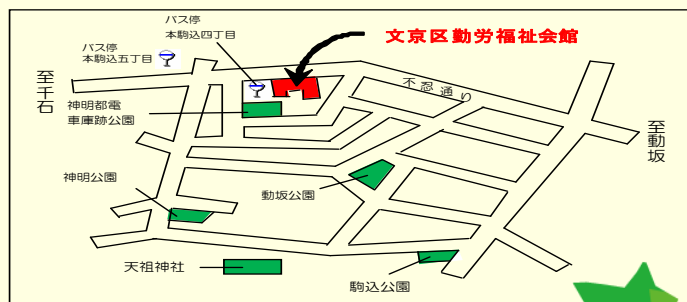 バス停
本駒込四丁目
文京区勤労福祉会館
バス停
本駒込五丁目
至千石
不忍通り
神明都電
車庫跡公園
至動坂
神明公園
動坂公園
天祖神社
駒込公園